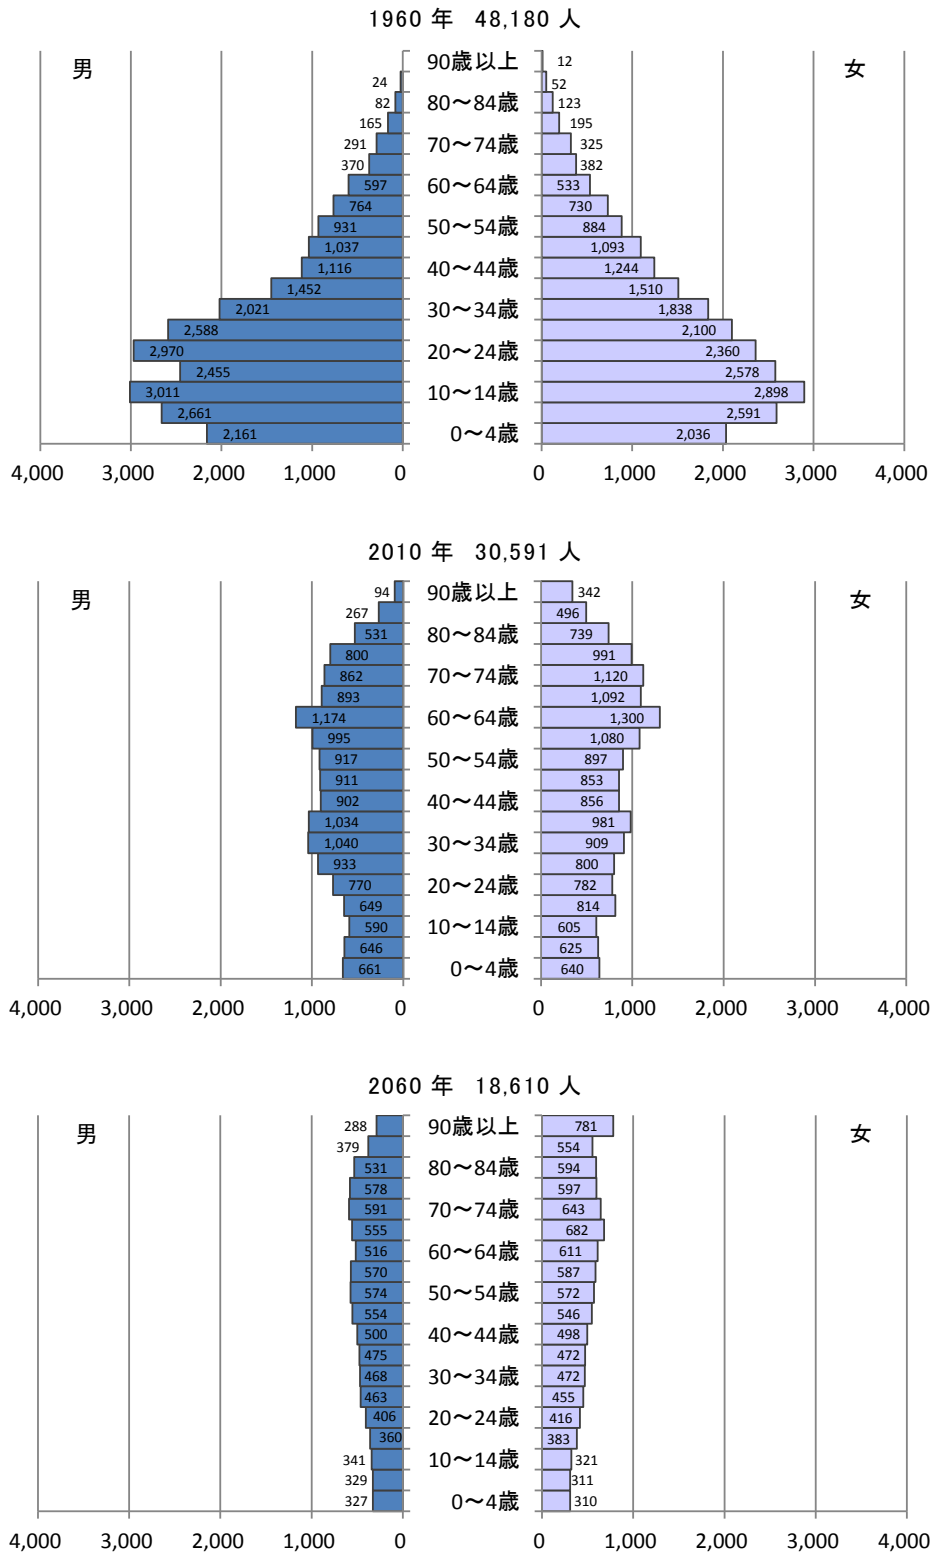 1960 年 48,180 人
男 90歳以上 12 女
24 52
82 80～84歳 123
165 195
291 70～74歳 325
370 382
597 60～64歳 533
764 730
931 50～54歳 884
1,037 1,093
1,116 40～44歳 1,244
1,452 1,510
2,021 30～34歳 1,838
2,588 2,100
2,970 20～24歳 2,360
2,455 2,578
3,011 10～14歳 2,898
2,661 2,591
2,161 0～4歳 2,036
4,000 3,000 2,000 1,000 0 0 1,000 2,000 3,000 4,000
2010 年 30,591 人
男 94 90歳以上 342 女
267 496
531 80～84歳 739
800 991
862 70～74歳 1,120
893 1,092
1,174 60～64歳 1,300
995 1,080
917 50～54歳 897
911 853
902 40～44歳 856
1,034 981
1,040 30～34歳 909
933 800
770 20～24歳 782
649 814
590 10～14歳 605
646 625
661 0～4歳 640
4,000 3,000 2,000 1,000 0 0 1,000 2,000 3,000 4,000
2060 年 18,610 人
男 288 90歳以上 781 女
379 554
531 80～84歳 594
578 597
591 70～74歳 643
555 682
516 60～64歳 611
570 587
574 50～54歳 572
554 546
500 40～44歳 498
475 472
468 30～34歳 472
463 455
406 20～24歳 416
360 383
341 10～14歳 321
329 311
327 0～4歳 310
4,000 3,000 2,000 1,000 0 0 1,000 2,000 3,000 4,000